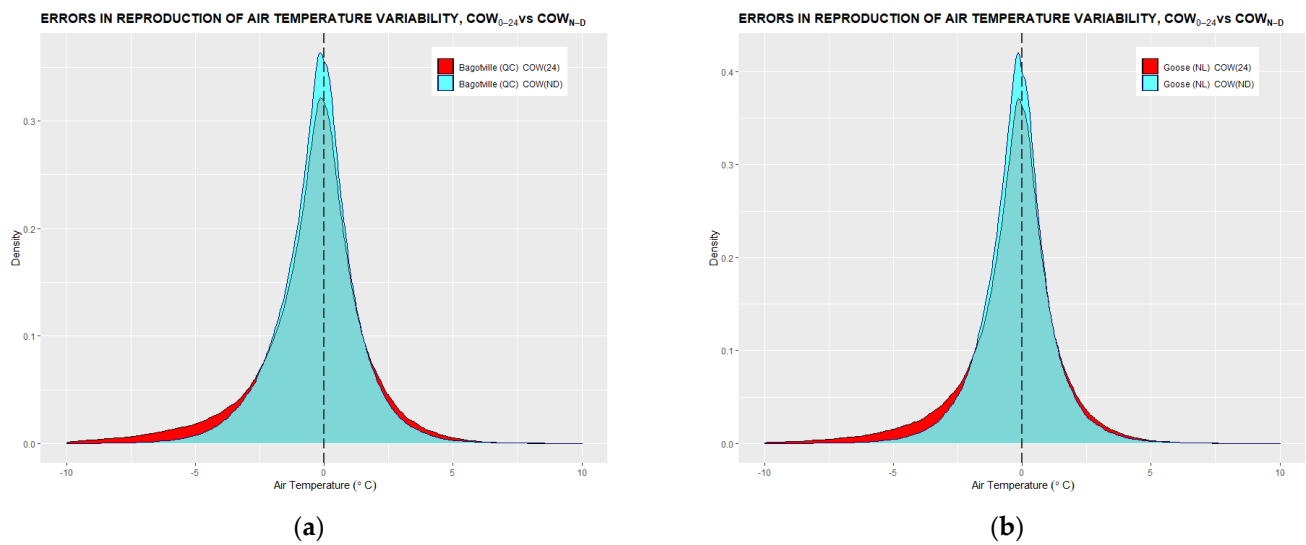 ERRORS IN REPRODUCTION OF AIR TEMPERATURE VARIABILITY, COW0–24vs COWN–D
Bagotville (QC) COW(24)
Bagotville (QC) COW(ND)
Density
0.3
0.2
0.1
0.0
-10 -5 0 5 10
Air Temperature (° C)
(a)
ERRORS IN REPRODUCTION OF AIR TEMPERATURE VARIABILITY, COW0–24vs COWN–D
Goose (NL) COW(24)
Goose (NL) COW(ND)
Density
0.4
0.3
0.2
0.1
0.0
-10 -5 0 5 10
Air Temperature (° C)
(b)